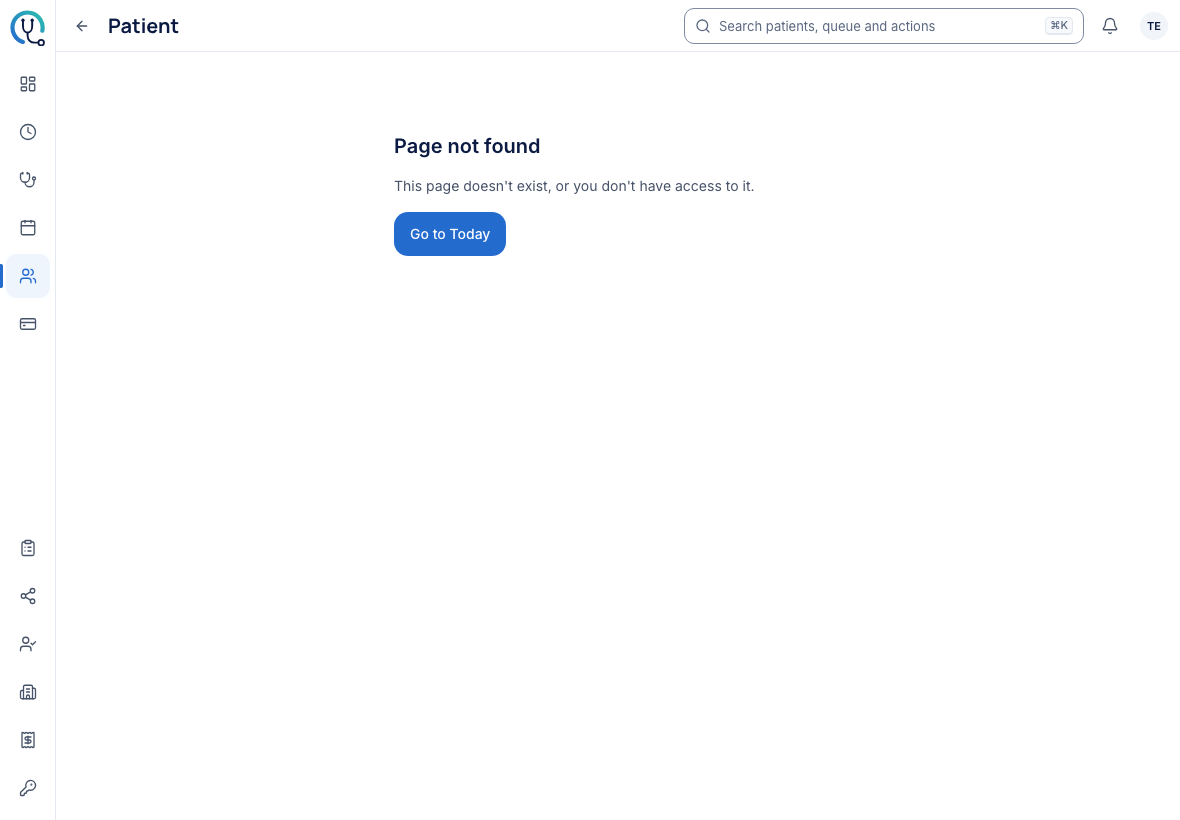 Patient
Search patients, queue and actions
⌘K
TE
Page not found
This page doesn't exist, or you don't have access to it.
Go to Today